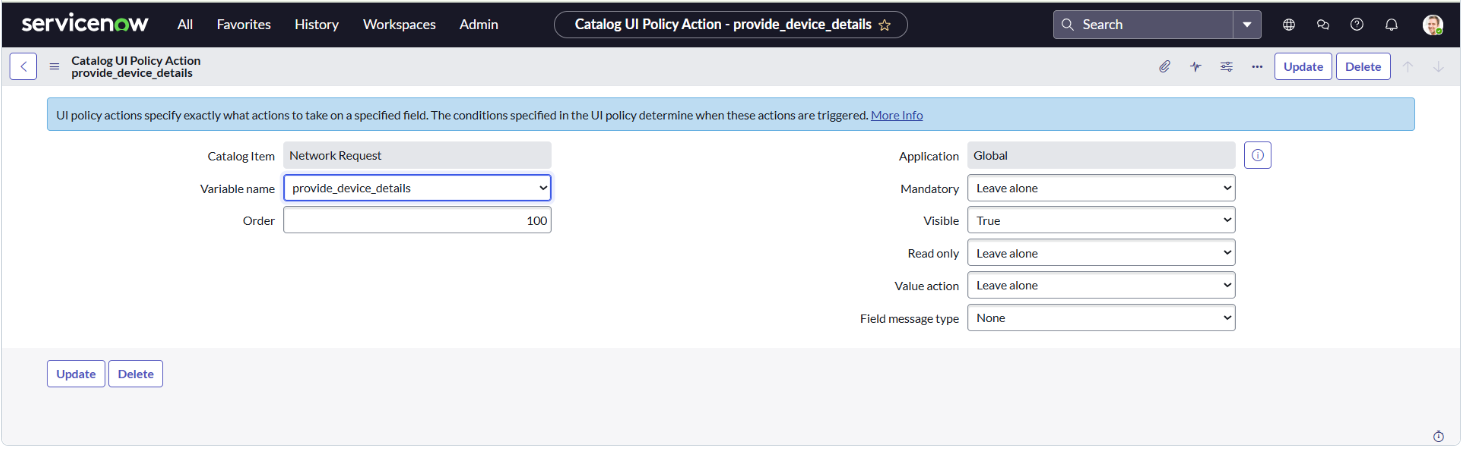 servicenow All Favorites History Workspaces Admin Catalog UI Policy Action - provide_device_details Search
Catalog UI Policy Action
provide_device_details
Update Delete
UI policy actions specify exactly what actions to take on a specified field. The conditions specified in the UI policy determine when these actions are triggered. More Info
Catalog Item Network Request
Variable name provide_device_details
Order 100
Application Global
Mandatory Leave alone
Visible True
Read only Leave alone
Value action Leave alone
Field message type None
Update Delete